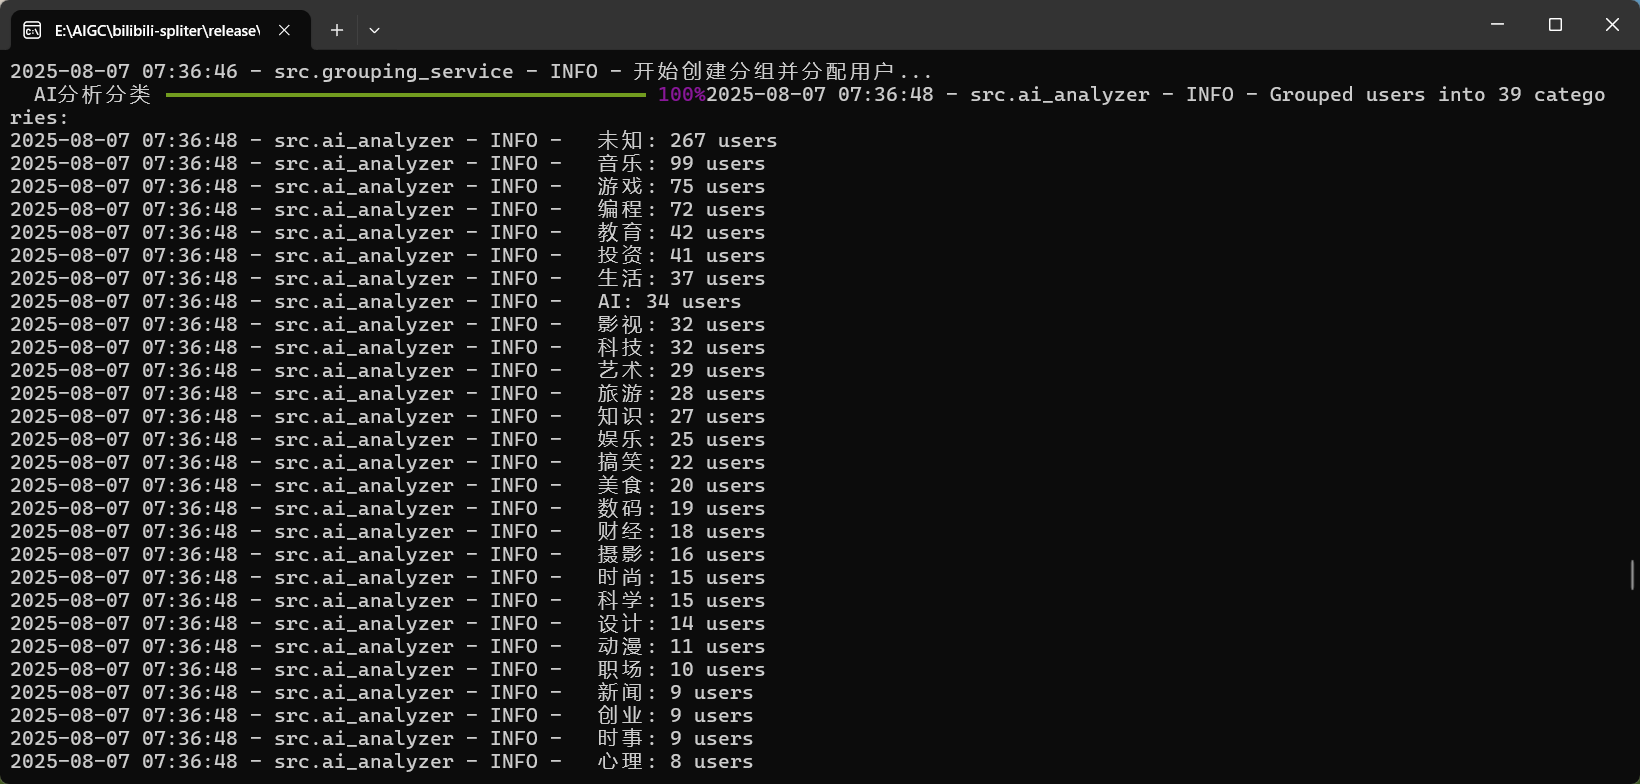 E:\AIGC\bilibili-spliter\release\
2025-08-07 07:36:46 - src.grouping_service - INFO - 开始创建分组并分配用户...
AI分析分类 100%2025-08-07 07:36:48 - src.ai_analyzer - INFO - Grouped users into 39 catego
ries:
2025-08-07 07:36:48 - src.ai_analyzer - INFO -   未知: 267 users
2025-08-07 07:36:48 - src.ai_analyzer - INFO -   音乐: 99 users
2025-08-07 07:36:48 - src.ai_analyzer - INFO -   游戏: 75 users
2025-08-07 07:36:48 - src.ai_analyzer - INFO -   编程: 72 users
2025-08-07 07:36:48 - src.ai_analyzer - INFO -   教育: 42 users
2025-08-07 07:36:48 - src.ai_analyzer - INFO -   投资: 41 users
2025-08-07 07:36:48 - src.ai_analyzer - INFO -   生活: 37 users
2025-08-07 07:36:48 - src.ai_analyzer - INFO -   AI: 34 users
2025-08-07 07:36:48 - src.ai_analyzer - INFO -   影视: 32 users
2025-08-07 07:36:48 - src.ai_analyzer - INFO -   科技: 32 users
2025-08-07 07:36:48 - src.ai_analyzer - INFO -   艺术: 29 users
2025-08-07 07:36:48 - src.ai_analyzer - INFO -   旅游: 28 users
2025-08-07 07:36:48 - src.ai_analyzer - INFO -   知识: 27 users
2025-08-07 07:36:48 - src.ai_analyzer - INFO -   娱乐: 25 users
2025-08-07 07:36:48 - src.ai_analyzer - INFO -   搞笑: 22 users
2025-08-07 07:36:48 - src.ai_analyzer - INFO -   美食: 20 users
2025-08-07 07:36:48 - src.ai_analyzer - INFO -   数码: 19 users
2025-08-07 07:36:48 - src.ai_analyzer - INFO -   财经: 18 users
2025-08-07 07:36:48 - src.ai_analyzer - INFO -   摄影: 16 users
2025-08-07 07:36:48 - src.ai_analyzer - INFO -   时尚: 15 users
2025-08-07 07:36:48 - src.ai_analyzer - INFO -   科学: 15 users
2025-08-07 07:36:48 - src.ai_analyzer - INFO -   设计: 14 users
2025-08-07 07:36:48 - src.ai_analyzer - INFO -   动漫: 11 users
2025-08-07 07:36:48 - src.ai_analyzer - INFO -   职场: 10 users
2025-08-07 07:36:48 - src.ai_analyzer - INFO -   新闻: 9 users
2025-08-07 07:36:48 - src.ai_analyzer - INFO -   创业: 9 users
2025-08-07 07:36:48 - src.ai_analyzer - INFO -   时事: 9 users
2025-08-07 07:36:48 - src.ai_analyzer - INFO -   心理: 8 users